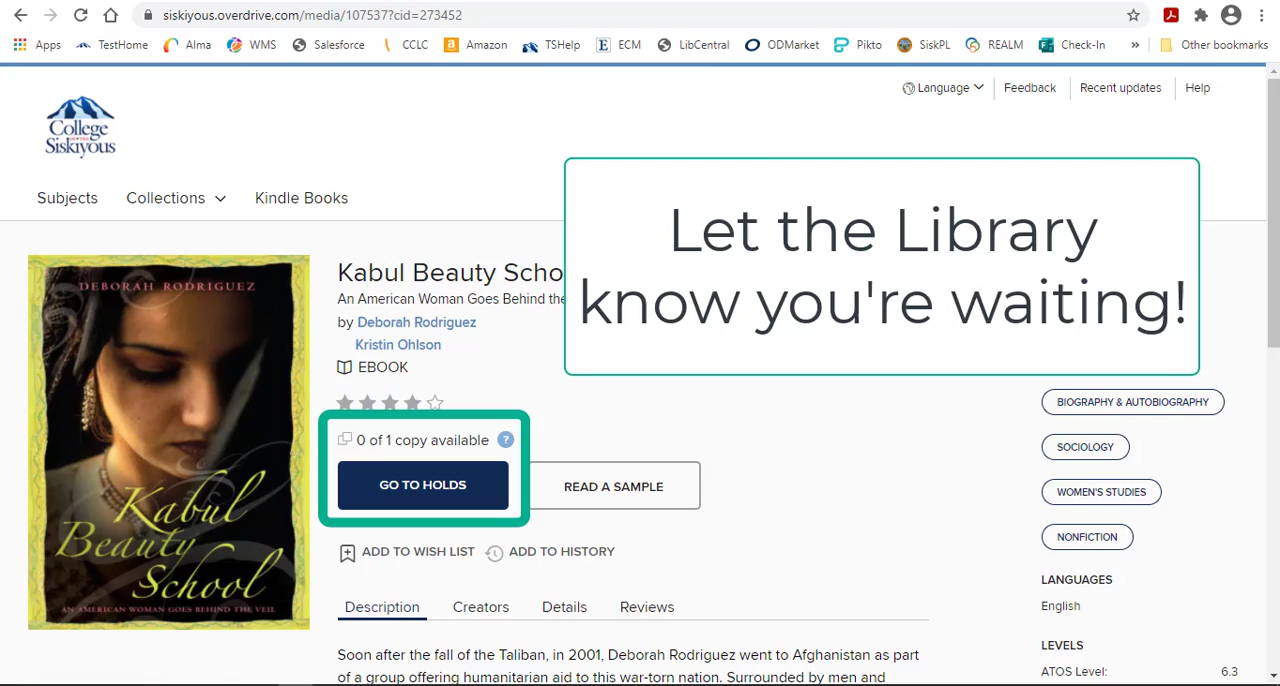 siskiyous.overdrive.com/media/107537?cid=273452
Apps TestHome Alma WMS Salesforce CCLC Amazon TSHelp ECM LibCentral ODMarket Pikto SiskPL REALM Check-In » Other bookmarks
Language Feedback Recent updates Help
College
OF THE
Siskiyous
Subjects Collections Kindle Books
Let the Library
know you're waiting!
DEBORAH RODRIGUEZ
Kabul
Beauty
School
AN AMERICAN WOMAN GOES BEHIND THE VEIL
Kabul Beauty Scho
An American Woman Goes Behind the
by Deborah Rodriguez
Kristin Ohlson
EBOOK
0 of 1 copy available ?
GO TO HOLDS READ A SAMPLE
ADD TO WISH LIST ADD TO HISTORY
Description Creators Details Reviews
Soon after the fall of the Taliban, in 2001, Deborah Rodriguez went to Afghanistan as part
of a group offering humanitarian aid to this war-torn nation. Surrounded by men and
BIOGRAPHY & AUTOBIOGRAPHY
SOCIOLOGY
WOMEN'S STUDIES
NONFICTION
LANGUAGES
English
LEVELS
ATOS Level: 6.3